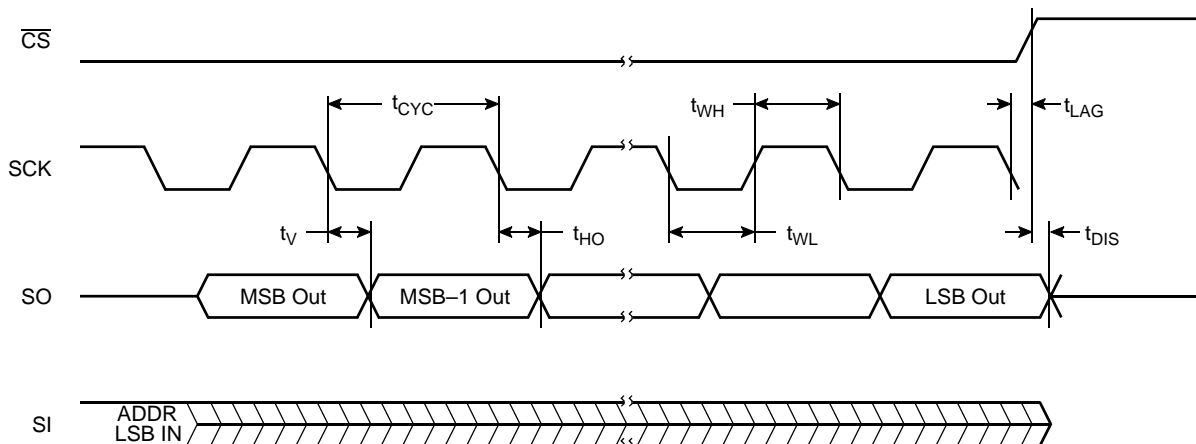 CS
tCYC
tWH
tLAG
SCK
tV
tHO
tWL
tDIS
SO
MSB Out
MSB–1 Out
LSB Out
SI
ADDR
LSB IN